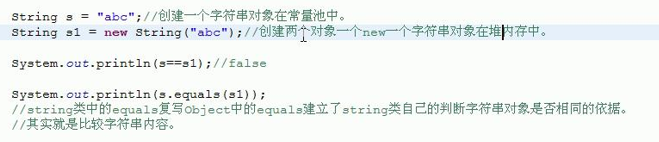 String s = "abc";//创建一个字符串对象在常量池中。
String s1 = new String("abc");//创建两个对象一个new一个字符串对象在堆内存中。
System.out.println(s==s1);//false
System.out.println(s.equals(s1));
//string类中的equals复写Object中的equals建立了string类自己的判断字符串对象是否相同的依据。
//其实就是比较字符串内容。